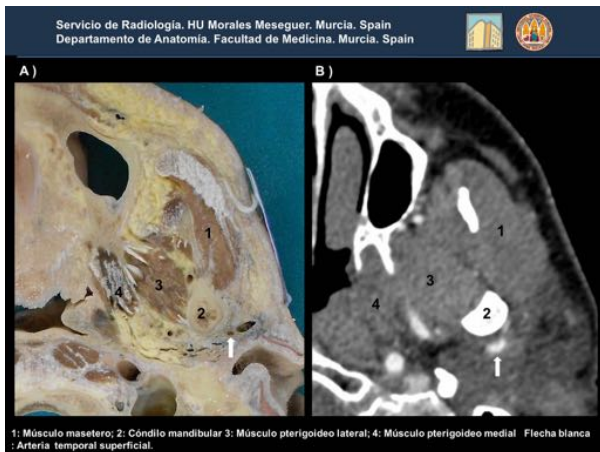 Servicio de Radiología. HU Morales Meseguer. Murcia. Spain
Departamento de Anatomía. Facultad de Medicina. Murcia. Spain
A )
B )
1
2
3
4
1
2
3
4
1: Músculo masetero; 2: Cóndilo mandibular 3: Músculo pterigoideo lateral; 4: Músculo pterigoideo medial Flecha blanca
: Arteria temporal superficial.